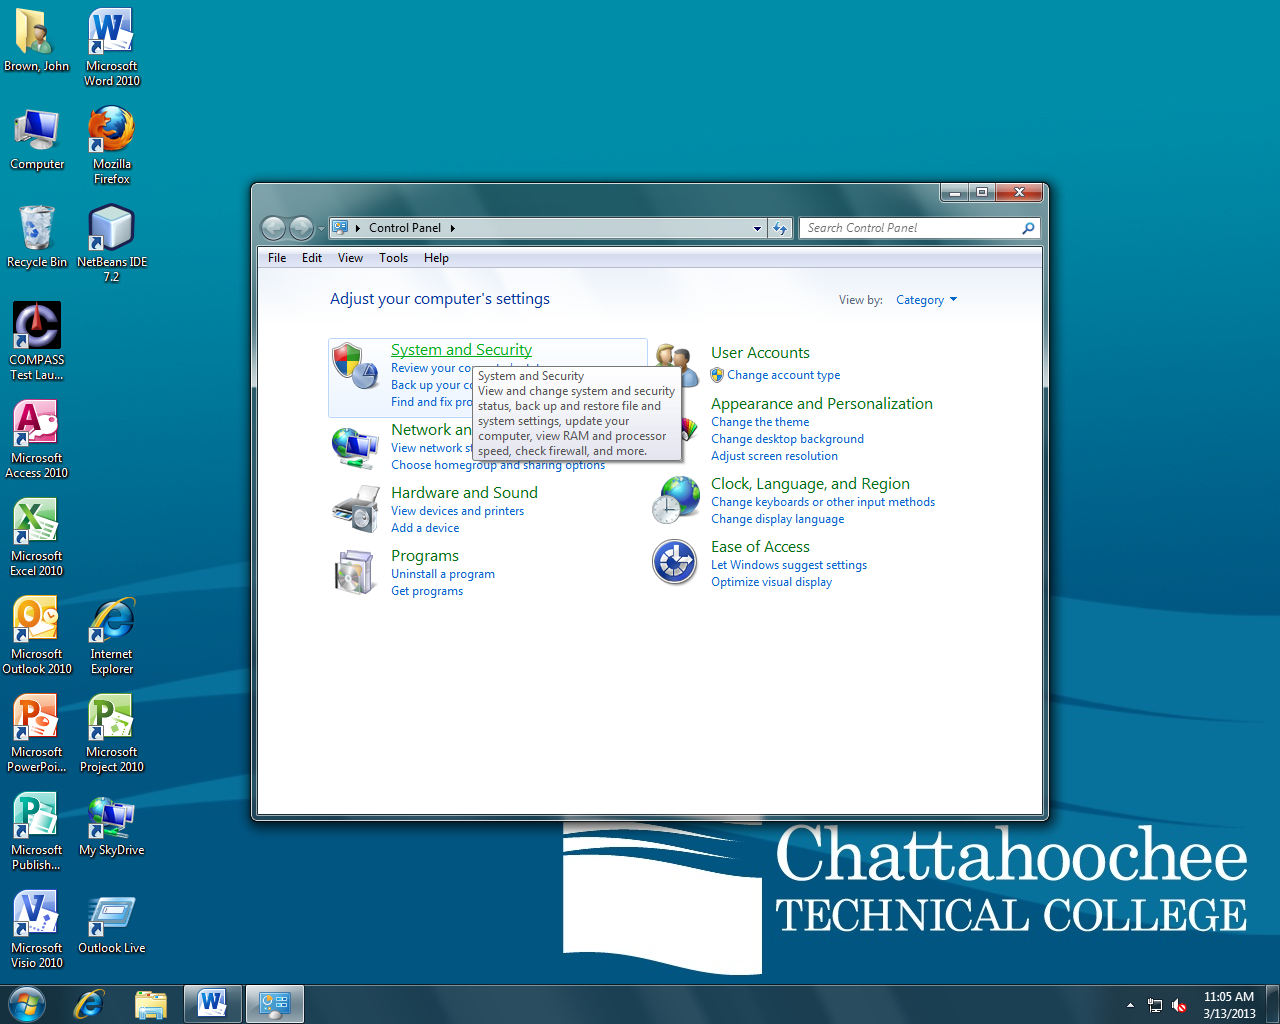 Brown, John
Microsoft
Word 2010
Computer
Mozilla
Firefox
Recycle Bin
NetBeans IDE
7.2
COMPASS
Test Lau...
Microsoft
Access 2010
Microsoft
Excel 2010
Microsoft
Outlook 2010
Internet
Explorer
Microsoft
PowerPoi...
Microsoft
Project 2010
Microsoft
Publish...
My SkyDrive
Microsoft
Visio 2010
Outlook Live
Control Panel
Search Control Panel
File Edit View Tools Help
Adjust your computer's settings
View by: Category
System and Security
Review your
Back up your
Find and fix
System and Security
View and change system and security
status, back up and restore file and
system settings, update your
computer, view RAM and processor
speed, check firewall, and more.
Network
View network
Choose homegroup and sharing options
Hardware and Sound
View devices and printers
Add a device
Programs
Uninstall a program
Get programs
User Accounts
Change account type
Appearance and Personalization
Change the theme
Change desktop background
Adjust screen resolution
Clock, Language, and Region
Change keyboards or other input methods
Change display language
Ease of Access
Let Windows suggest settings
Optimize visual display
Chattahoochee
TECHNICAL COLLEGE
11:05 AM
3/13/2013